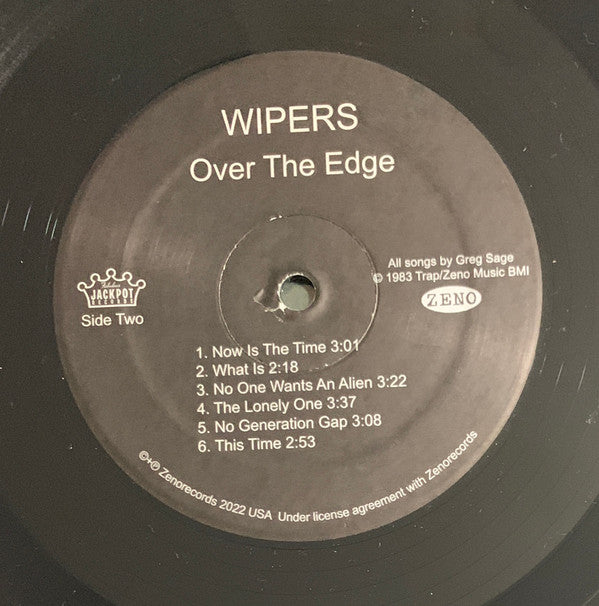 WIPERS
Over The Edge
All songs by Greg Sage
© 1983 Trap/Zeno Music BMI
ZENO
Fabulous
JACKPOT
RECORDS
Side Two
1. Now Is The Time 3:01
2. What Is 2:18
3. No One Wants An Alien 3:22
4. The Lonely One 3:37
5. No Generation Gap 3:08
6. This Time 2:53
©+℗ Zenorecords 2022 USA Under license agreement with Zenorecords